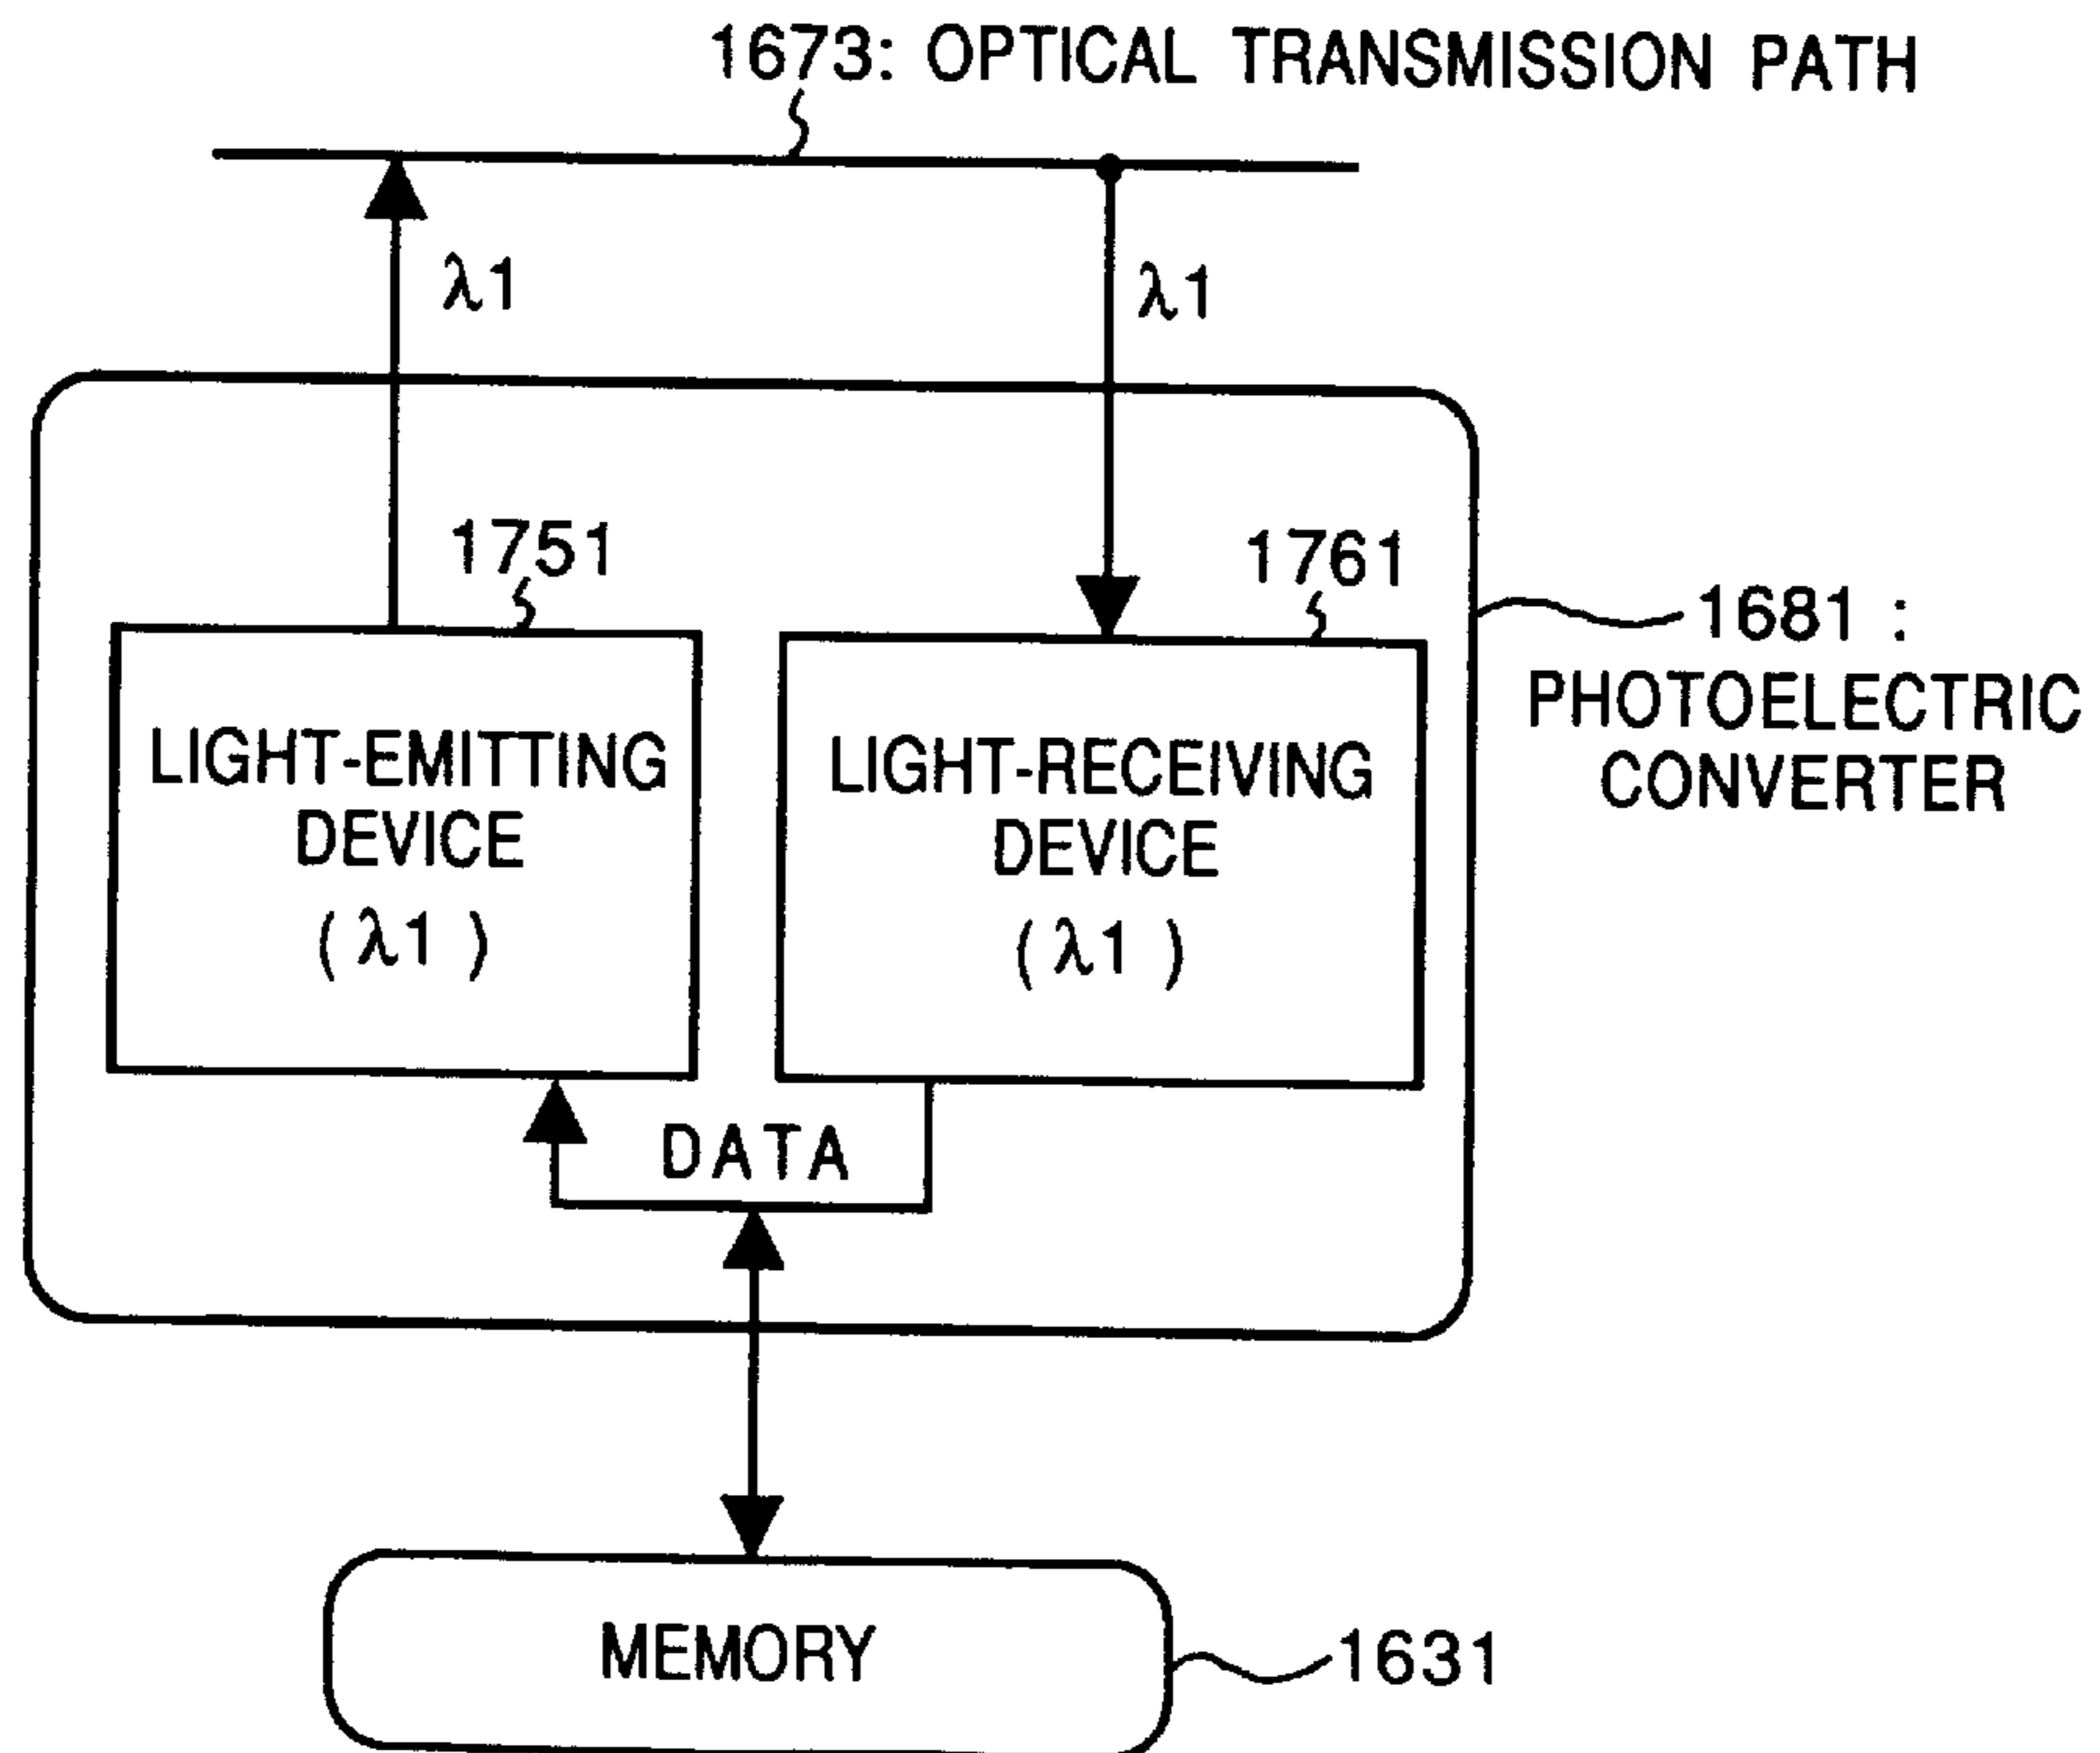 1673: OPTICAL TRANSMISSION PATH
λ1
λ1
1751
1761
1681 :
PHOTOELECTRIC
CONVERTER
LIGHT-EMITTING
DEVICE
( λ1 )
LIGHT-RECEIVING
DEVICE
( λ1 )
DATA
MEMORY
1631